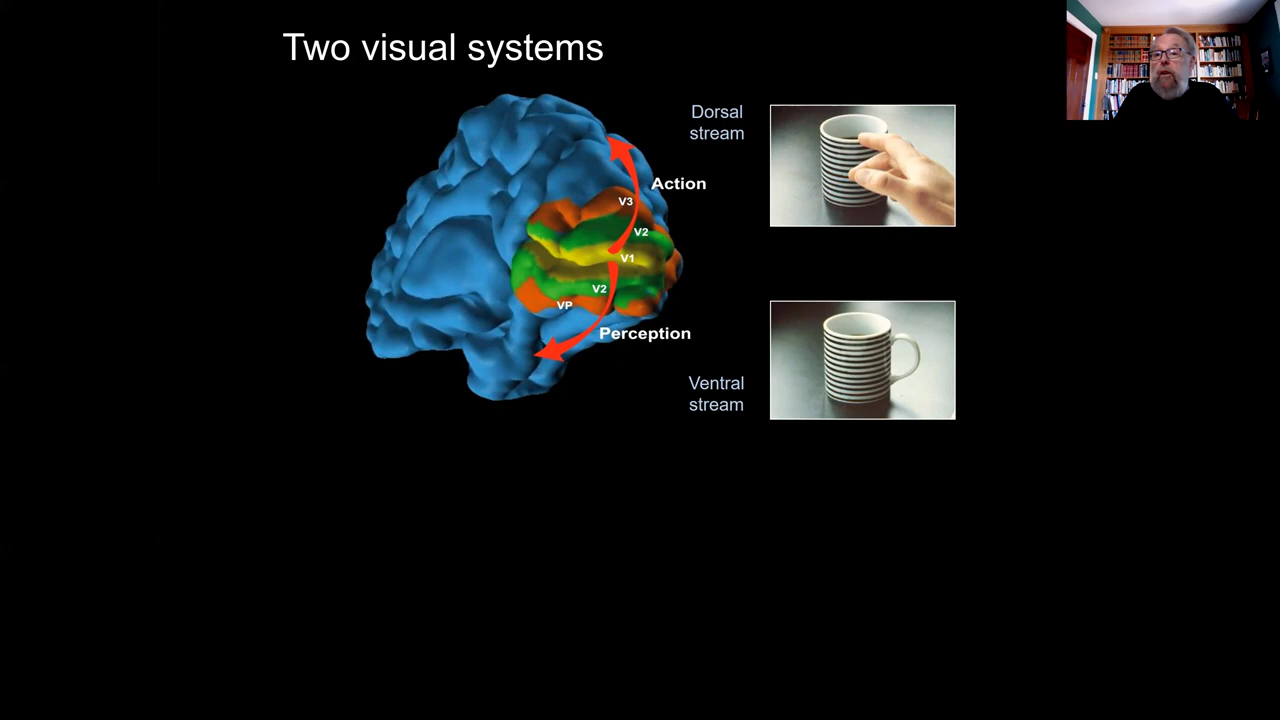 Two visual systems
Dorsal
stream
Action
V3
V2
V1
V2
VP
Perception
Ventral
stream